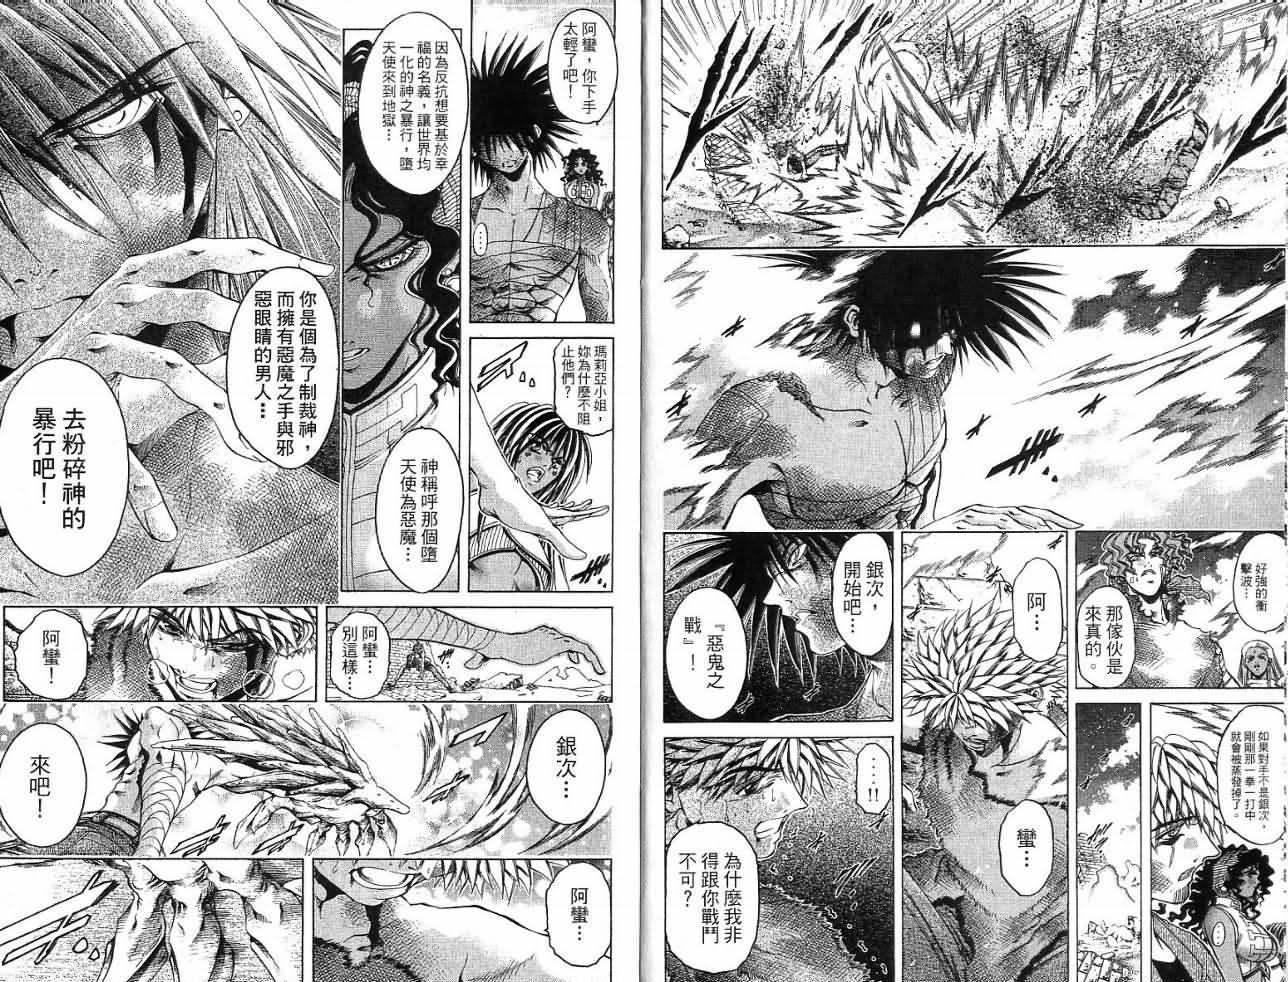 好強的衝
擊波…
那傢伙是
來真的。
如果對手不是銀次，
剛剛那一拳一打中
就會被蒸發掉了。
……
阿…
蠻…
銀次，
開始吧…
『惡鬼之
戰』！
……!!
為什麼我非
得跟你戰鬥
不可？
阿蠻，你下手
太輕了吧！
……
因為反抗想要基於幸
福的名義，讓世界均
一化的神之暴行，墮
天使來到地獄…
瑪莉亞小姐，
妳為什麼不阻
止他們？
神稱呼那個墮
天使為惡魔…
你是個為了制裁神，
而擁有惡魔之手與邪
惡眼睛的男人…
去粉碎神的
暴行吧！
阿蠻…
別這樣…
阿蠻！
銀次…
來吧！
阿蠻…